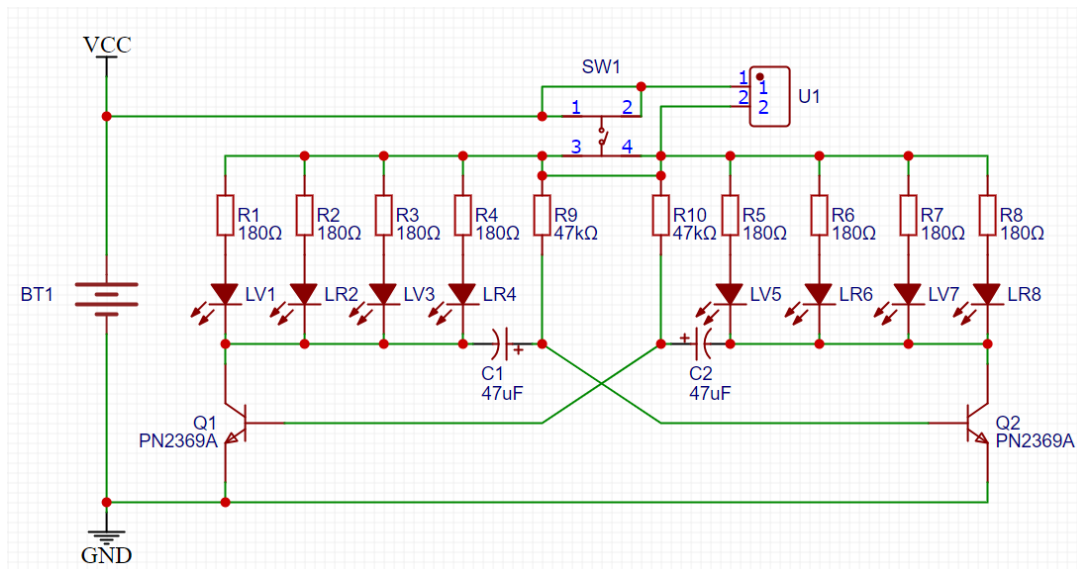 VCC
SW1
1 2
3 4
1
2
1
2
U1
R1
180Ω
R2
180Ω
R3
180Ω
R4
180Ω
R9
47kΩ
R10
47kΩ
R5
180Ω
R6
180Ω
R7
180Ω
R8
180Ω
BT1
LV1
LR2
LV3
LR4
LV5
LR6
LV7
LR8
+
+
C1
47uF
C2
47uF
Q1
PN2369A
Q2
PN2369A
GND